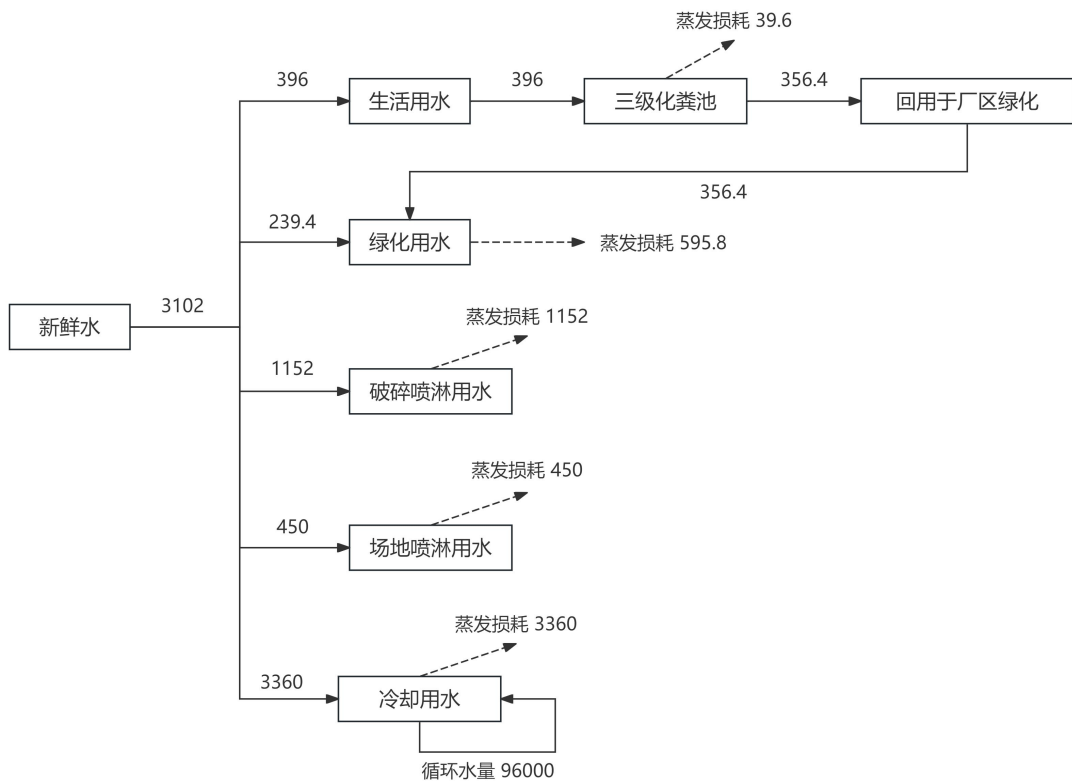 蒸发损耗 39.6
396
生活用水
396
三级化粪池
356.4
回用于厂区绿化
356.4
239.4
绿化用水
蒸发损耗 595.8
3102
新鲜水
蒸发损耗 1152
1152
破碎喷淋用水
蒸发损耗 450
450
场地喷淋用水
蒸发损耗 3360
3360
冷却用水
循环水量 96000